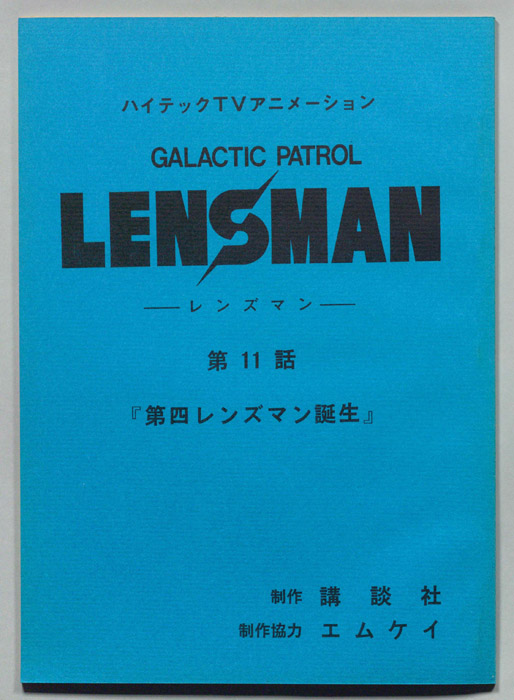 ハイテックTVアニメーション
GALACTIC PATROL
LENSMAN
—レンズマン—
第11話
『第四レンズマン誕生』
制作 講談社
制作協力 エムケイ